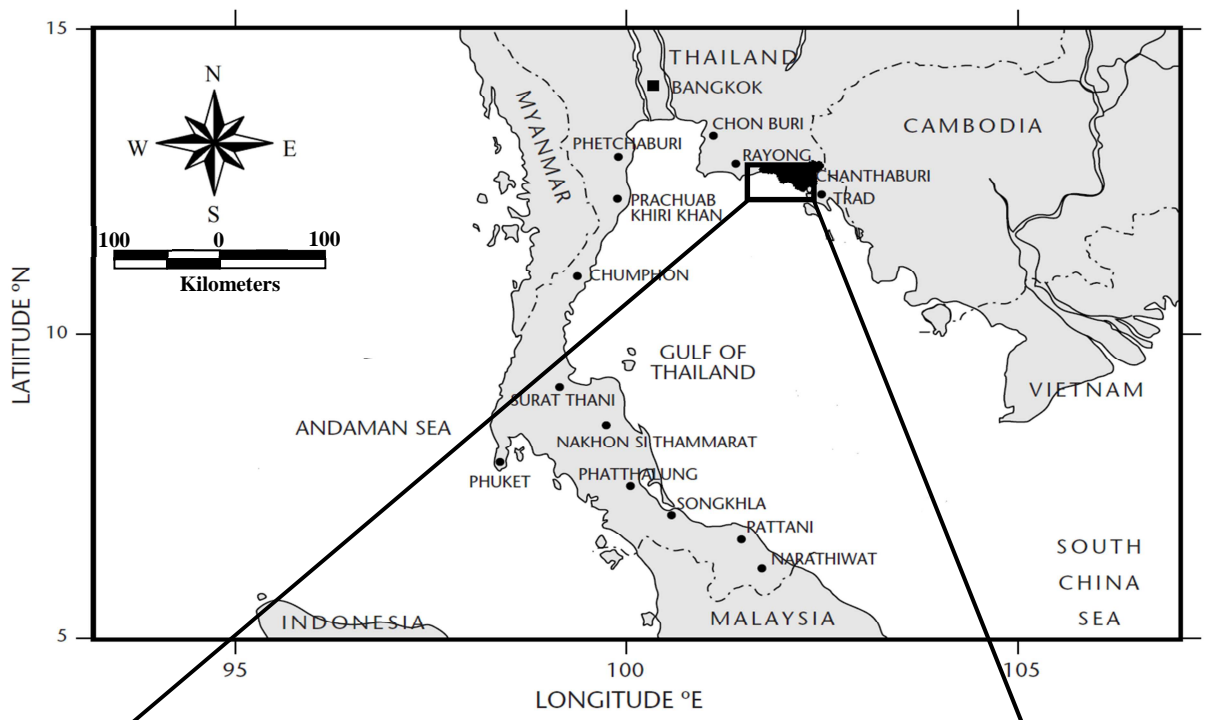 15
THAILAND
BANGKOK
N
MYANMAR
CHON BURI
CAMBODIA
W
E
PHETCHABURI
RAYONG
CHANTHABURI
S
PRACHUAB
KHIRI KHAN
TRAD
100 0 100
Kilometers
CHUMPHON
LATIITUDE ºN
10
GULF OF
THAILAND
VIETNAM
SURAT THANI
ANDAMAN SEA
NAKHON SI THAMMARAT
PHUKET
PHATTHALUNG
SONGKHLA
PATTANI
NARATHIWAT
SOUTH
CHINA
SEA
INDONESIA
MALAYSIA
5
95
100
105
LONGITUDE ºE